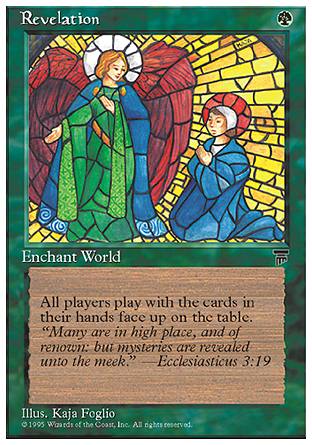 Revelation
Enchant World
All players play with the cards in
their hands face up on the table.
“Many are in high place, and of
renown: but mysteries are revealed
unto the meek.” —Ecclesiasticus 3:19
Illus. Kaja Foglio
© 1995 Wizards of the Coast, Inc. All rights reserved.